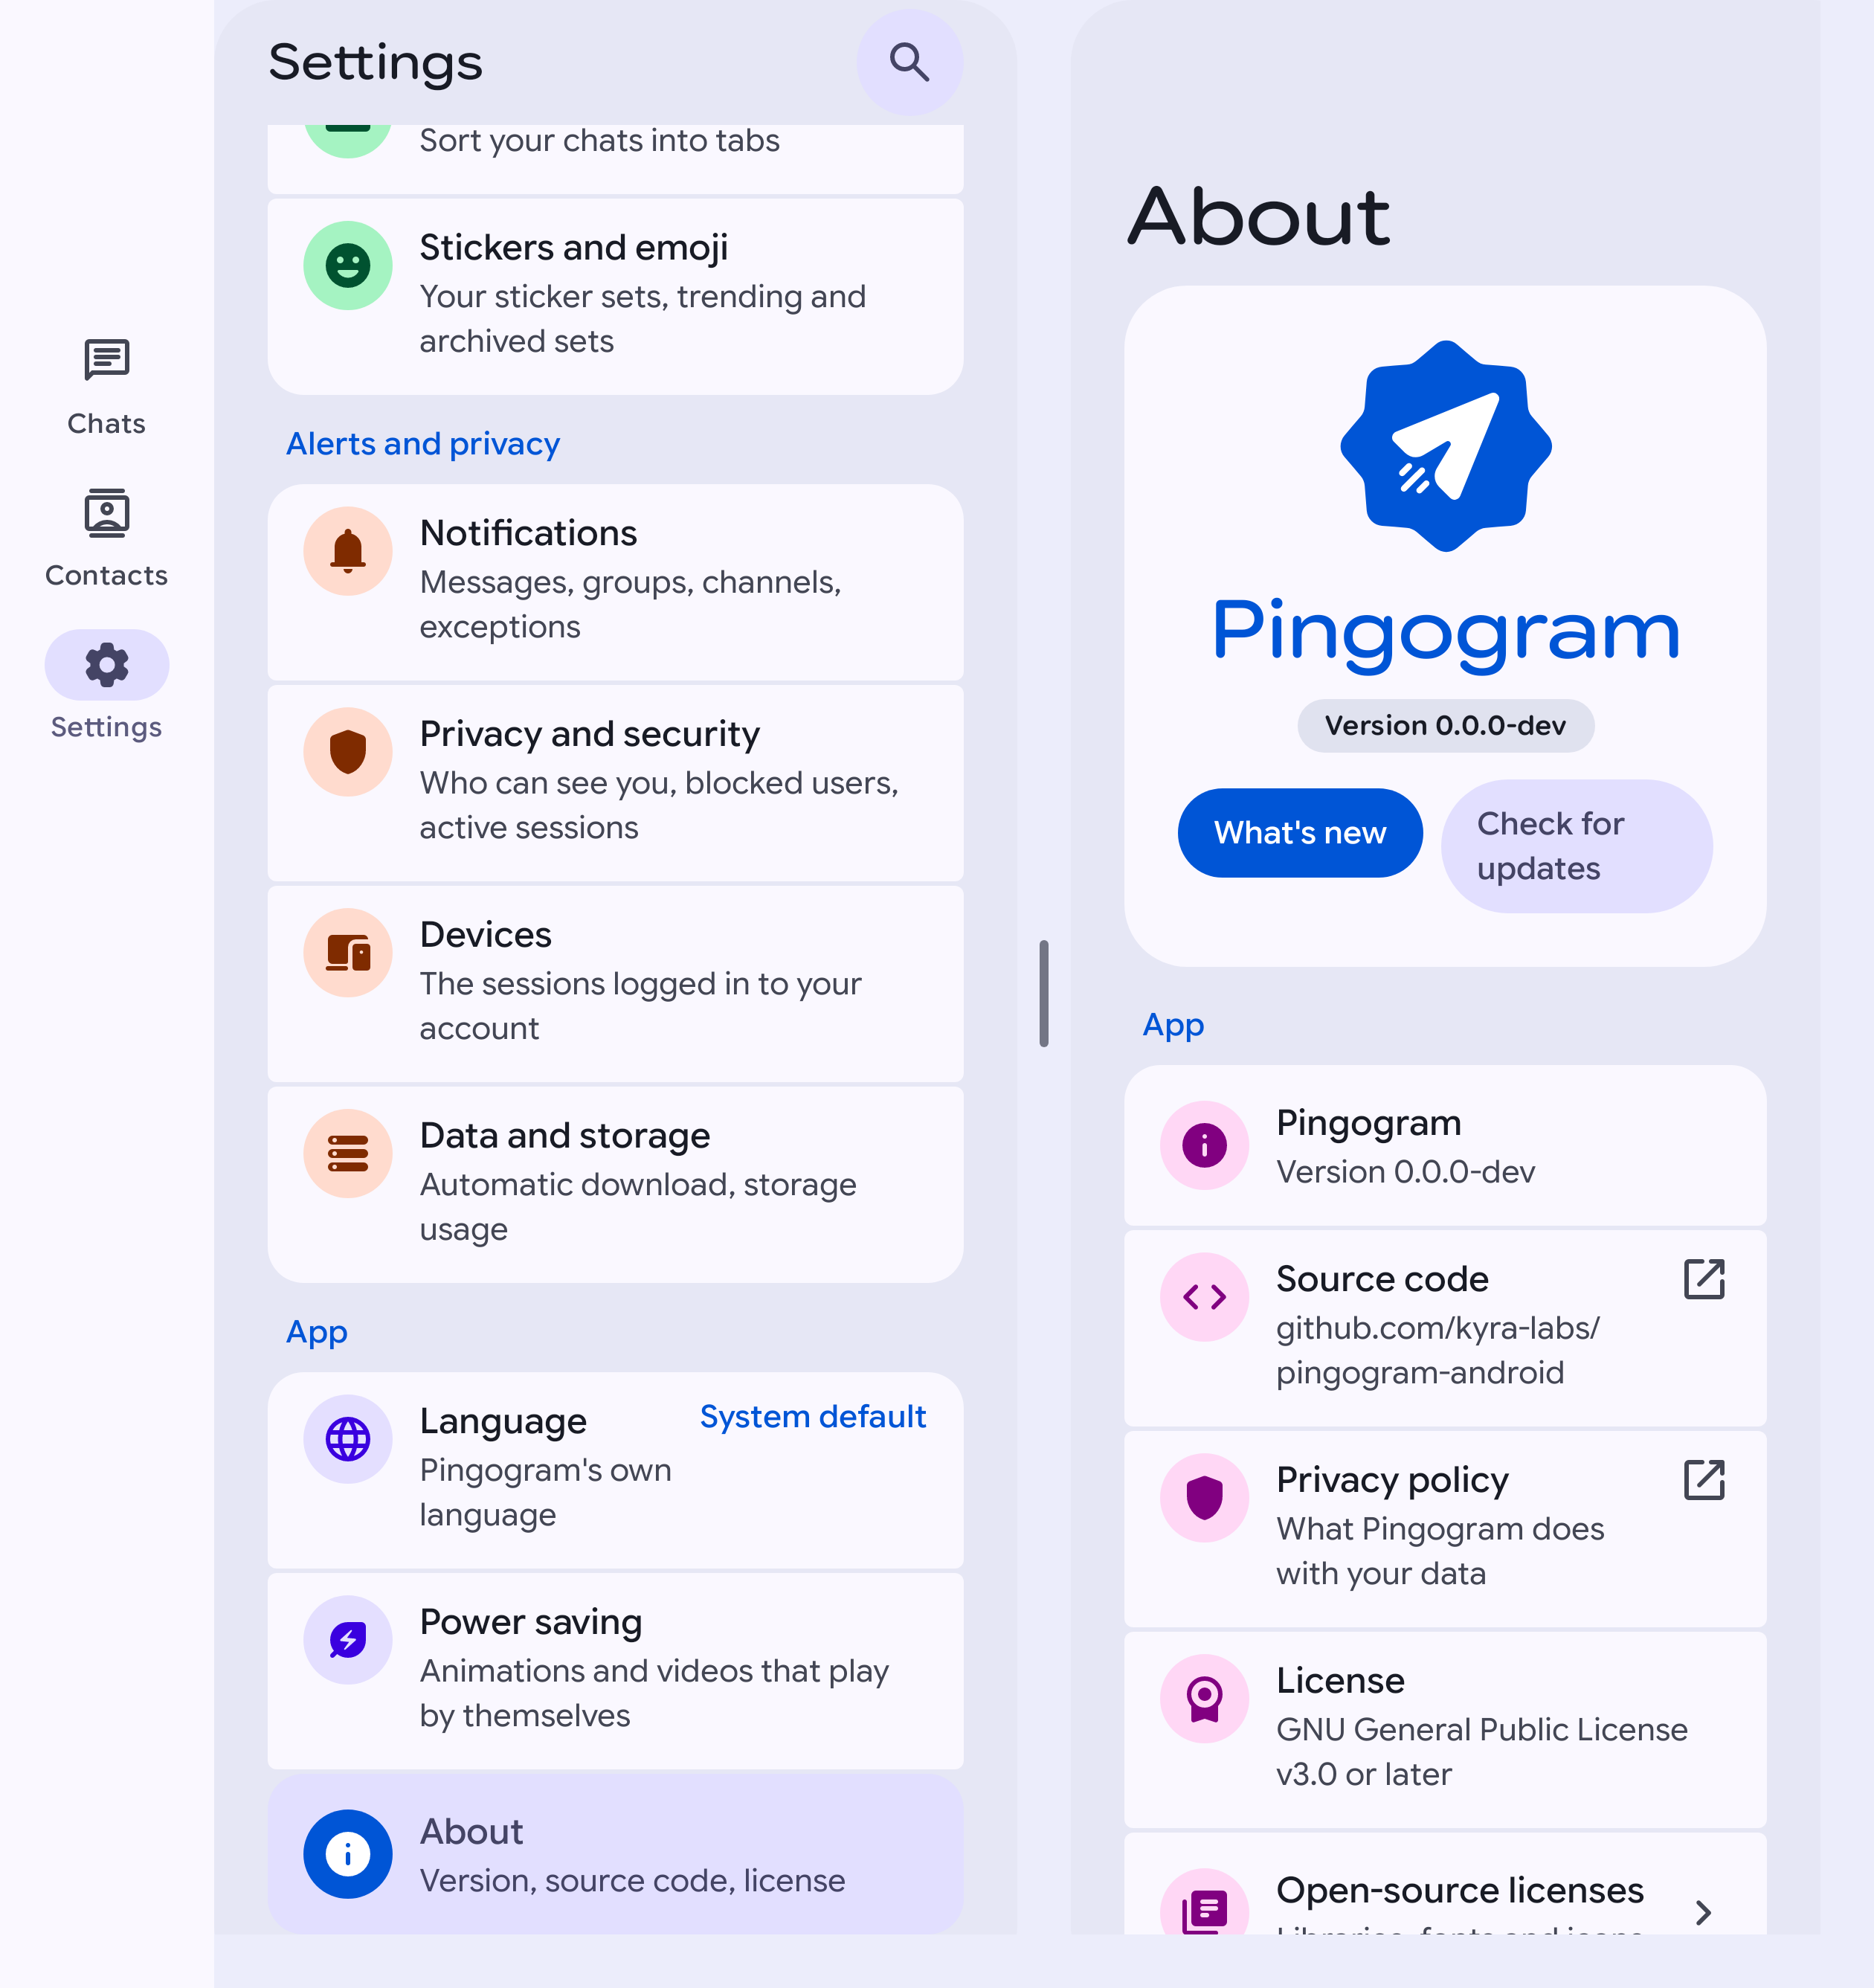 Chats
Contacts
Settings
Settings
Sort your chats into tabs
Stickers and emoji
Your sticker sets, trending and
archived sets
Alerts and privacy
Notifications
Messages, groups, channels,
exceptions
Privacy and security
Who can see you, blocked users,
active sessions
Devices
The sessions logged in to your
account
Data and storage
Automatic download, storage
usage
App
Language
System default
Pingogram's own
language
Power saving
Animations and videos that play
by themselves
About
Version, source code, license
About
Pingogram
Version 0.0.0-dev
What's new
Check for
updates
App
Pingogram
Version 0.0.0-dev
Source code
github.com/kyra-labs/
pingogram-android
Privacy policy
What Pingogram does
with your data
License
GNU General Public License
v3.0 or later
Open-source licenses
Libraries, fonts and icons